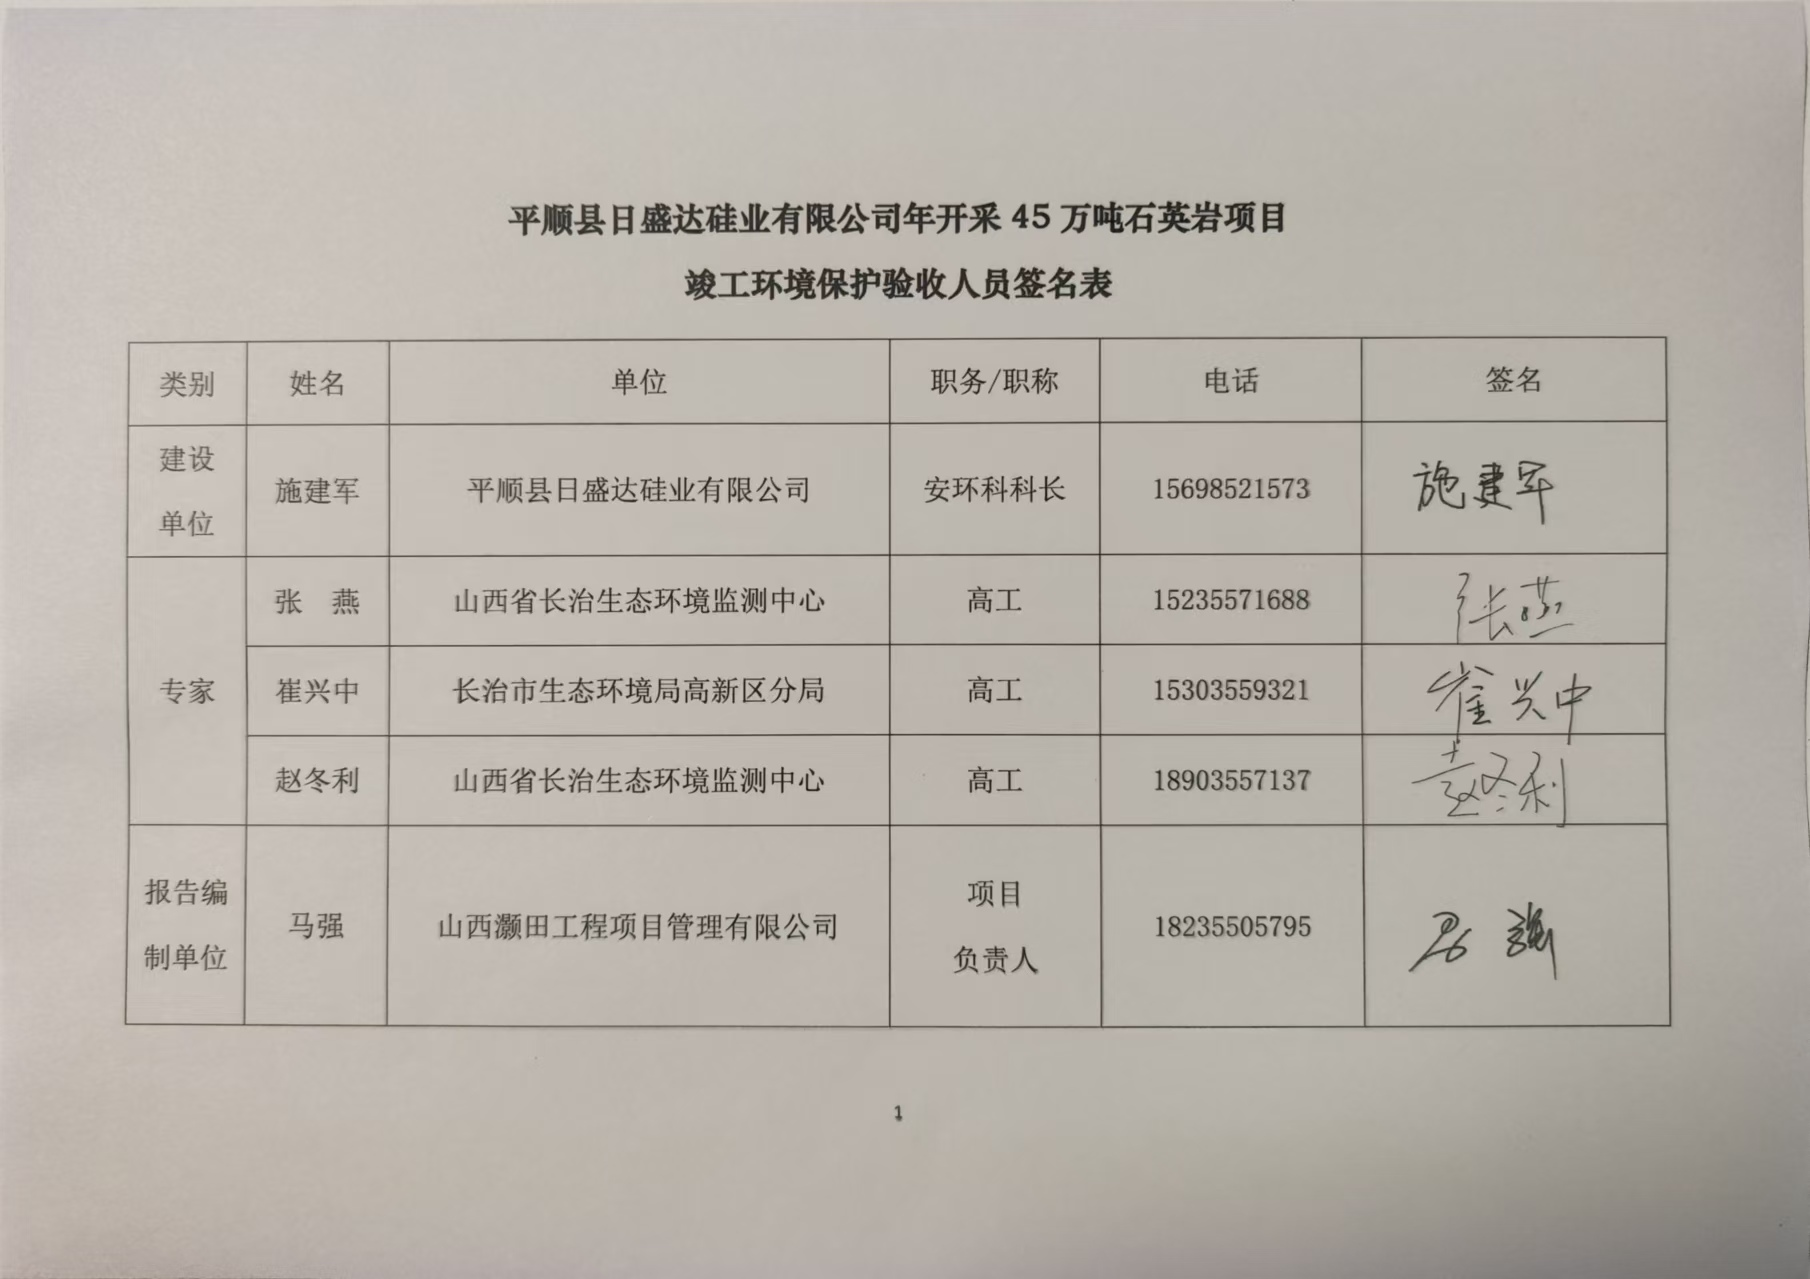 平顺县日盛达硅业有限公司年开采 45 万吨石英岩项目
竣工环境保护验收人员签名表
类别 姓名 单位 职务/职称 电话 签名
建设
单位
施建军 平顺县日盛达硅业有限公司 安环科科长 15698521573 施建军
专家
张 燕 山西省长治生态环境监测中心 高工 15235571688 张燕
崔兴中 长治市生态环境局高新区分局 高工 15303559321 崔兴中
赵冬利 山西省长治生态环境监测中心 高工 18903557137 赵冬利
报告编
制单位
马强 山西灏田工程项目管理有限公司
项目
负责人
18235505795 马强
1